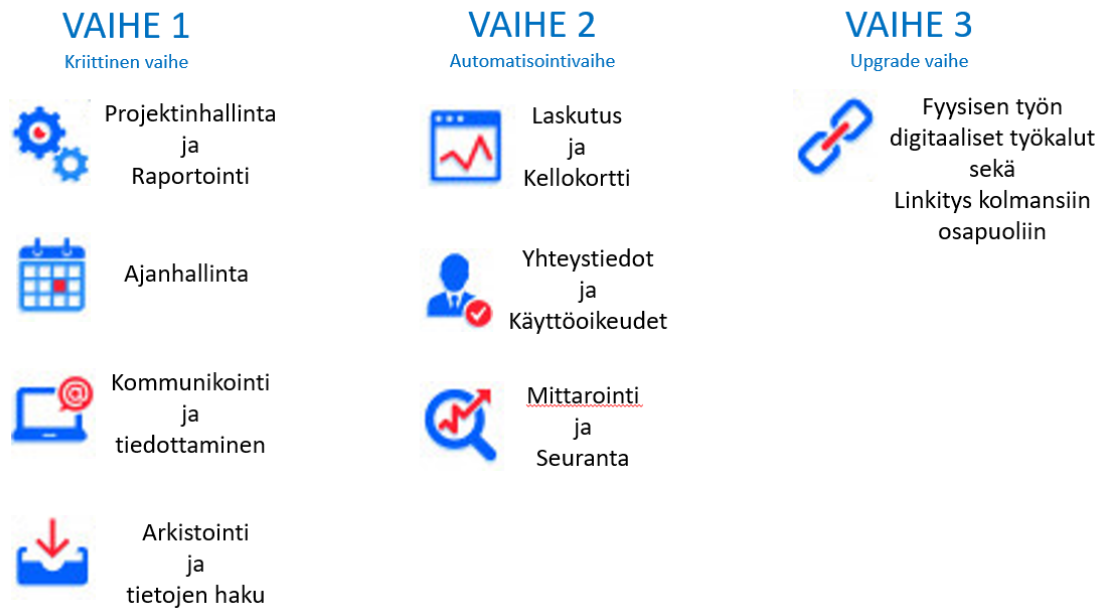 VAIHE 1
Kriittinen vaihe
Projektinhallinta
ja
Raportointi
Ajanhallinta
Kommunikointi
ja
tiedottaminen
Arkistointi
ja
tietojen haku
VAIHE 2
Automatisointivaihe
Laskutus
ja
Kellokortti
Yhteystiedot
ja
Käyttöoikeudet
Mittarointi
ja
Seuranta
VAIHE 3
Upgrade vaihe
Fyysisen työn
digitaaliset työkalut
sekä
Linkitys kolmansiin
osapuoliin